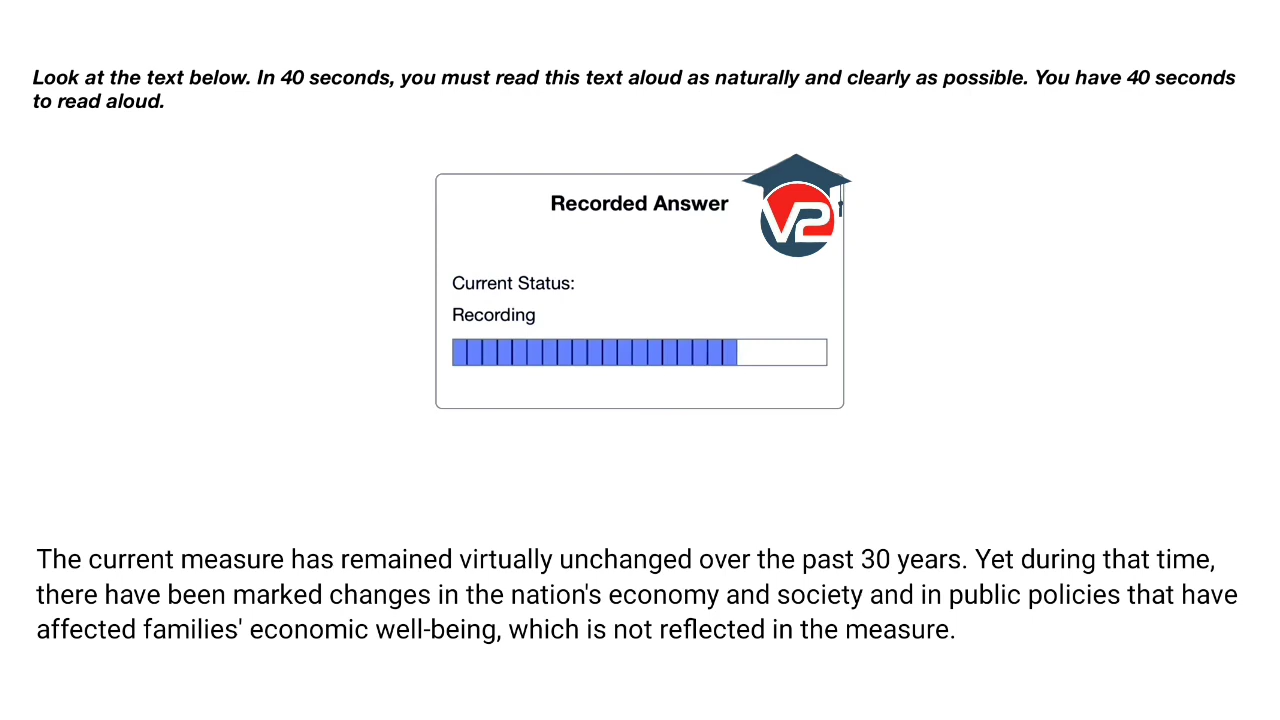 Look at the text below. In 40 seconds, you must read this text aloud as naturally and clearly as possible. You have 40 seconds
to read aloud.
V2
Recorded Answer
Current Status:
Recording
The current measure has remained virtually unchanged over the past 30 years. Yet during that time,
there have been marked changes in the nation's economy and society and in public policies that have
affected families' economic well-being, which is not reflected in the measure.